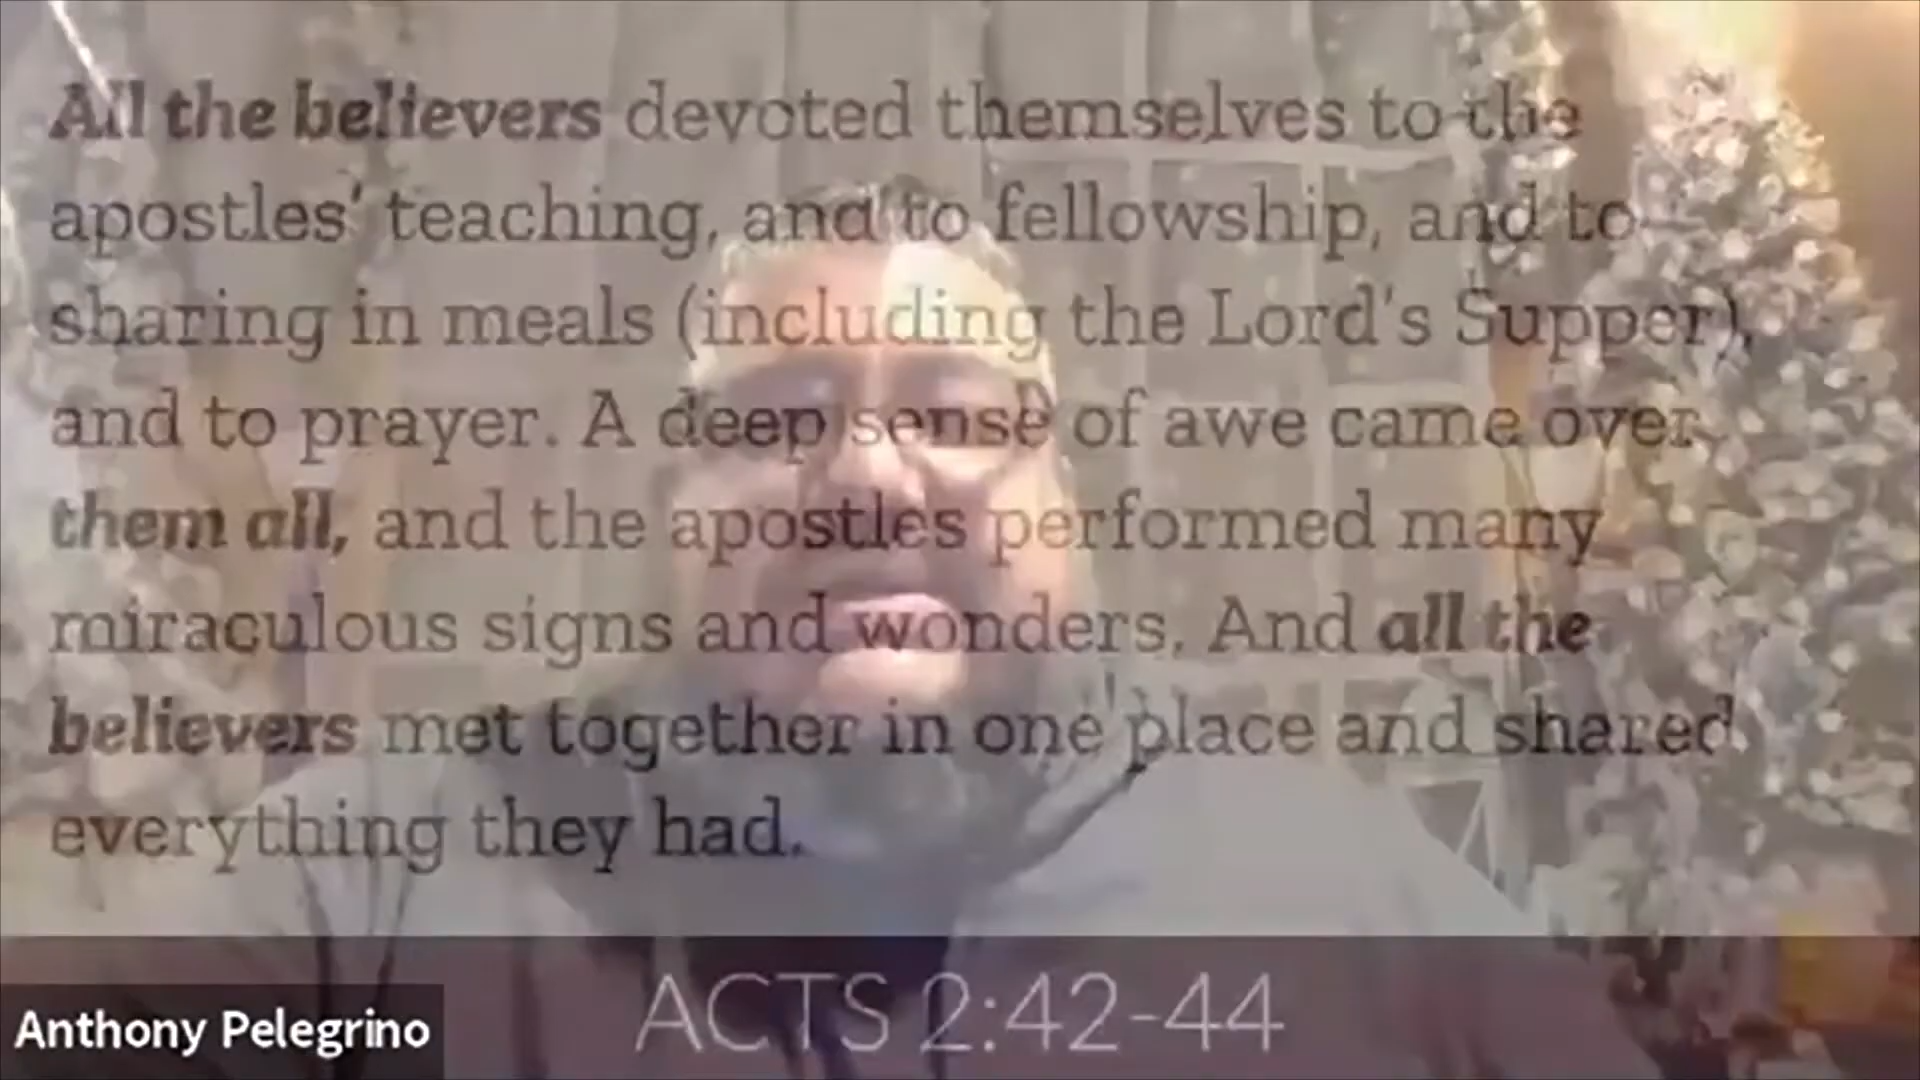 All the believers devoted themselves to the
apostles' teaching, and to fellowship, and to
sharing in meals (including the Lord's Supper),
and to prayer. A deep sense of awe came over
them all, and the apostles performed many
miraculous signs and wonders. And all the
believers met together in one place and shared
everything they had.
ACTS 2:42-44
Anthony Pelegrino